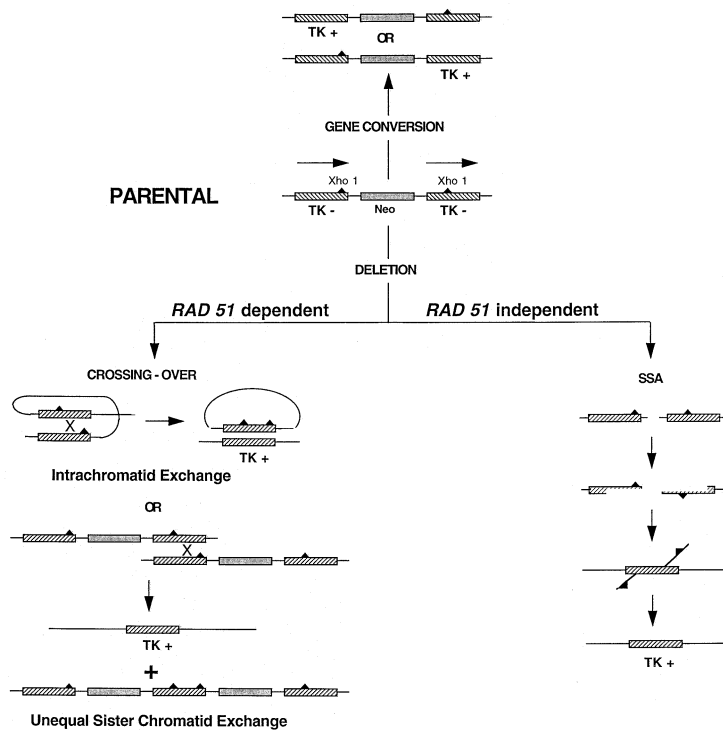 TK +
OR
TK +
GENE CONVERSION
PARENTAL
Xho 1
Xho 1
TK -
Neo
TK -
DELETION
RAD 51 dependent
RAD 51 independent
CROSSING - OVER
SSA
X
TK +
Intrachromatid Exchange
OR
X
TK +
+
Unequal Sister Chromatid Exchange
TK +